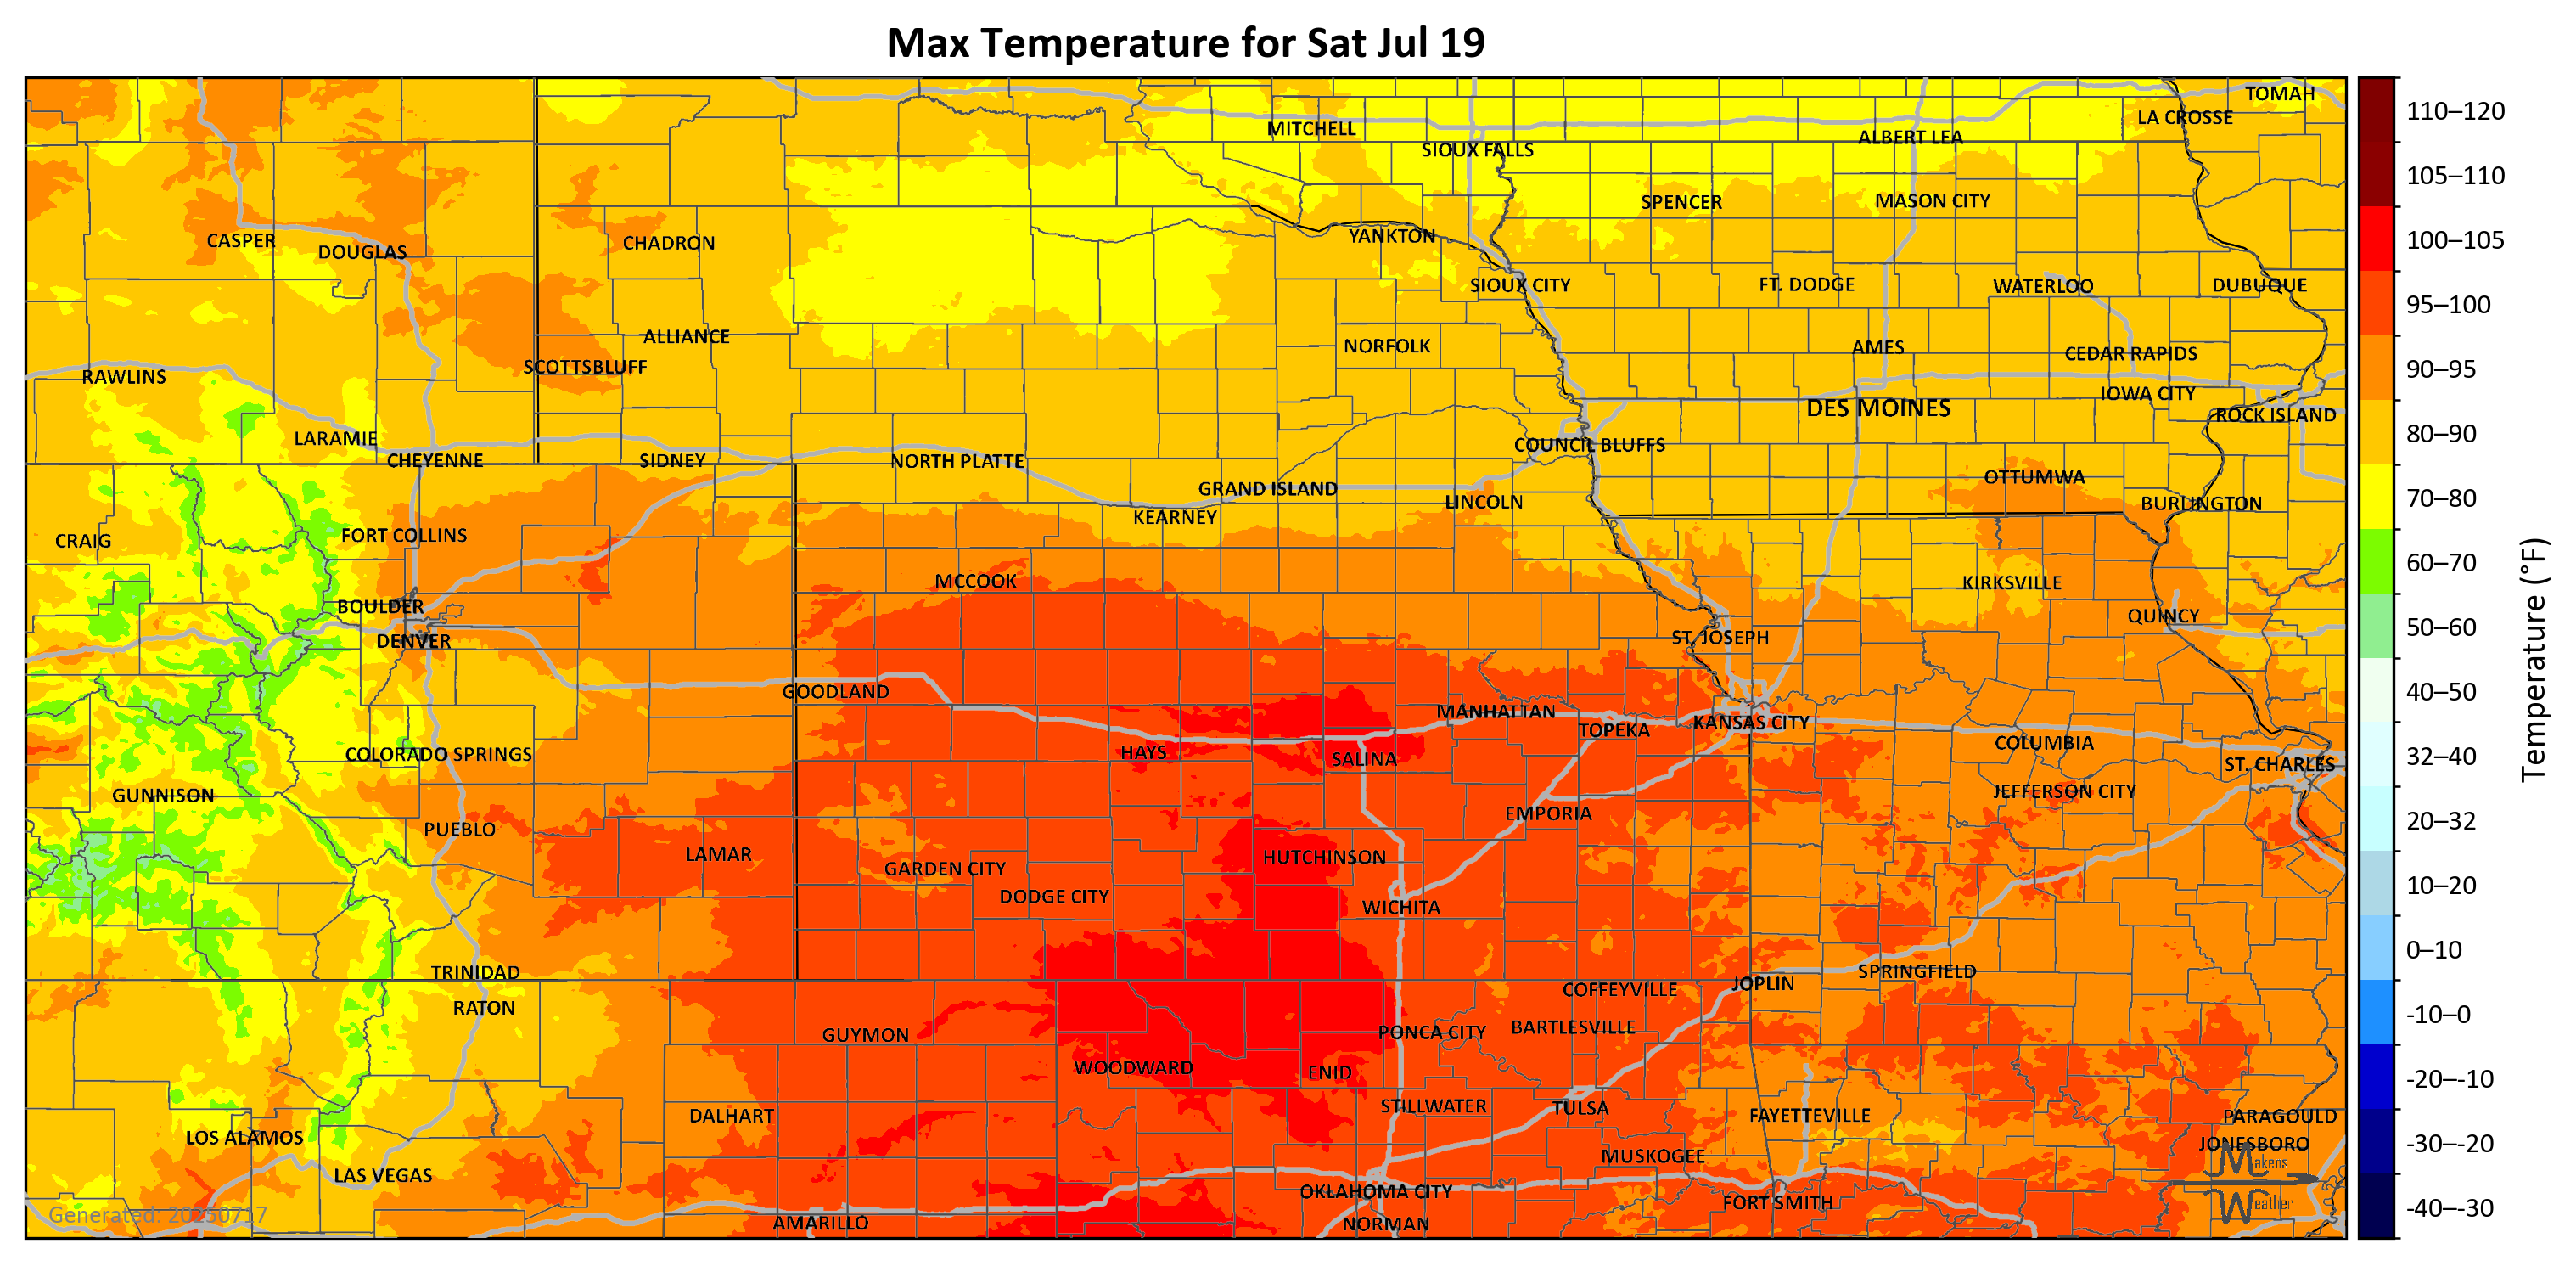 Max Temperature for Sat Jul 19
TOMAH
LA CROSSE
MITCHELL
ALBERT LEA
SIOUX FALLS
SPENCER
MASON CITY
CASPER
DOUGLAS
CHADRON
YANKTON
SIOUX CITY
FT. DODGE
WATERLOO
DUBUQUE
ALLIANCE
NORFOLK
AMES
CEDAR RAPIDS
SCOTTSBLUFF
RAWLINS
IOWA CITY
DES MOINES
ROCK ISLAND
LARAMIE
COUNCIL BLUFFS
CHEYENNE
SIDNEY
NORTH PLATTE
OTTUMWA
GRAND ISLAND
LINCOLN
BURLINGTON
KEARNEY
FORT COLLINS
CRAIG
MCCOOK
KIRKSVILLE
BOULDER
QUINCY
DENVER
ST. JOSEPH
GOODLAND
MANHATTAN
KANSAS CITY
TOPEKA
COLUMBIA
HAYS
COLORADO SPRINGS
SALINA
ST. CHARLES
GUNNISON
JEFFERSON CITY
EMPORIA
PUEBLO
LAMAR
HUTCHINSON
GARDEN CITY
DODGE CITY
WICHITA
TRINIDAD
SPRINGFIELD
JOPLIN
COFFEYVILLE
RATON
BARTLESVILLE
GUYMON
PONCA CITY
WOODWARD
ENID
STILLWATER
TULSA
DALHART
FAYETTEVILLE
PARAGOULD
LOS ALAMOS
JONESBORO
MUSKOGEE
LAS VEGAS
OKLAHOMA CITY
FORT SMITH
AMARILLO
NORMAN
Generated: 20250717
Makens
Weather
110–120
105–110
100–105
95–100
90–95
80–90
70–80
60–70
50–60
40–50
32–40
20–32
10–20
0–10
-10–0
-20–-10
-30–-20
-40–-30
Temperature (°F)